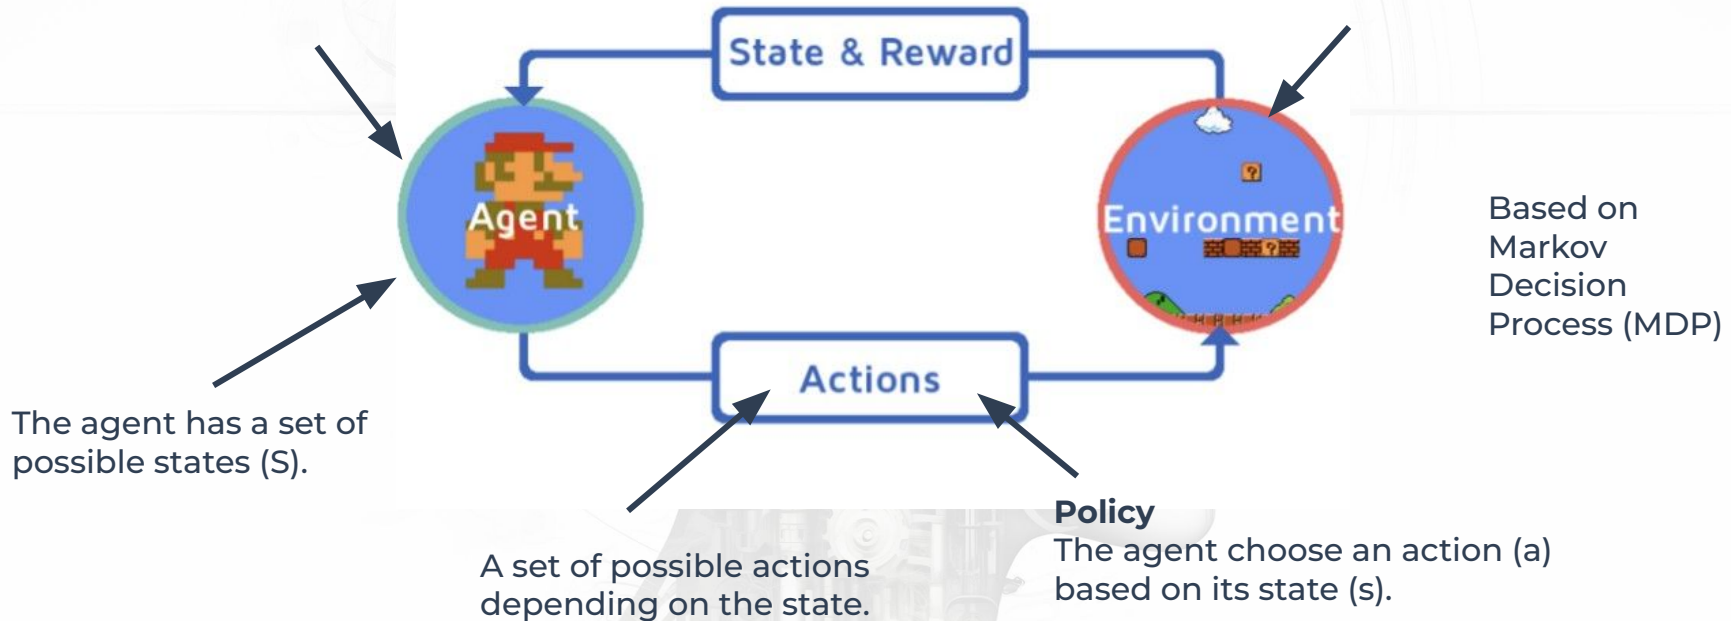 State & Reward
Agent
Environment
Based on
Markov
Decision
Process (MDP)
Actions
The agent has a set of
possible states (S).
Policy
The agent choose an action (a)
based on its state (s).
A set of possible actions
depending on the state.
?
?